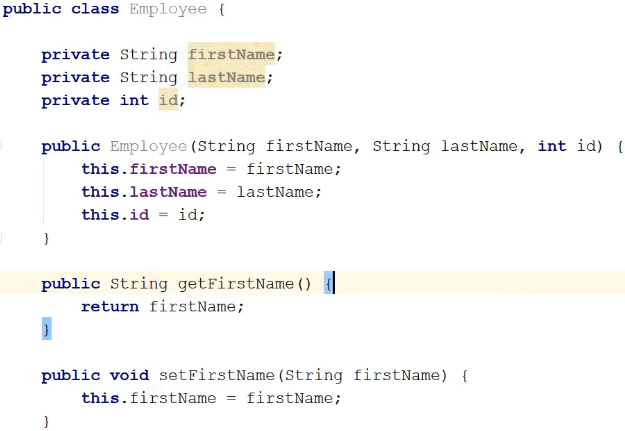 public class Employee {
private String firstName;
private String lastName;
private int id;
public Employee(String firstName, String lastName, int id) {
this.firstName = firstName;
this.lastName = lastName;
this.id = id;
}
public String getFirstName() {
return firstName;
}
public void setFirstName(String firstName) {
this.firstName = firstName;
}